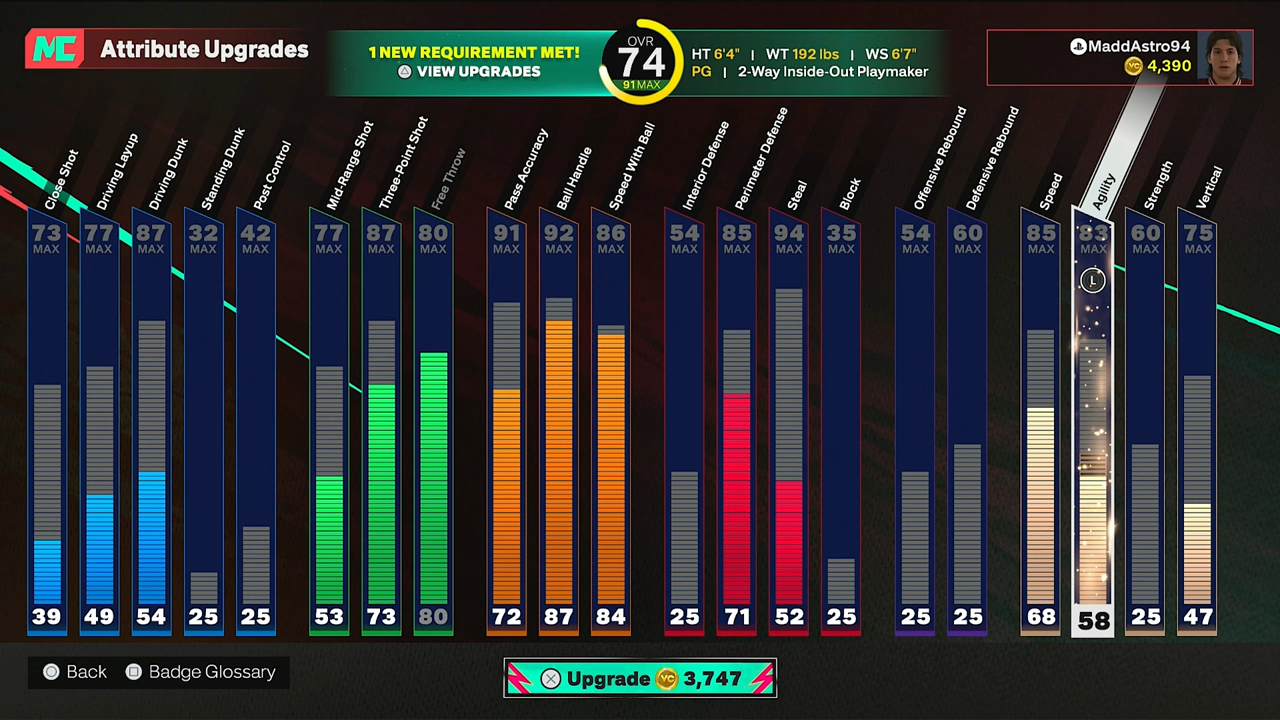 MC Attribute Upgrades
1 NEW REQUIREMENT MET!
VIEW UPGRADES
OVR
74
91 MAX
HT 6'4" | WT 192 lbs | WS 6'7"
PG | 2-Way Inside-Out Playmaker
MaddAstro94
VC 4,390
Close Shot
Driving Layup
Driving Dunk
Standing Dunk
Post Control
Mid-Range Shot
Three-Point Shot
Free Throw
Pass Accuracy
Ball Handle
Speed With Ball
Interior Defense
Perimeter Defense
Steal
Block
Offensive Rebound
Defensive Rebound
Speed
Agility
Strength
Vertical
73 77 87 32 42 77 87 80 91 92 86 54 85 94 35 54 60 85 83 60 75
MAX MAX MAX MAX MAX MAX MAX MAX MAX MAX MAX MAX MAX MAX MAX MAX MAX MAX MAX MAX MAX
L
39 49 54 25 25 53 73 80 72 87 84 25 71 52 25 25 25 68 58 25 47
Back Badge Glossary
Upgrade VC 3,747